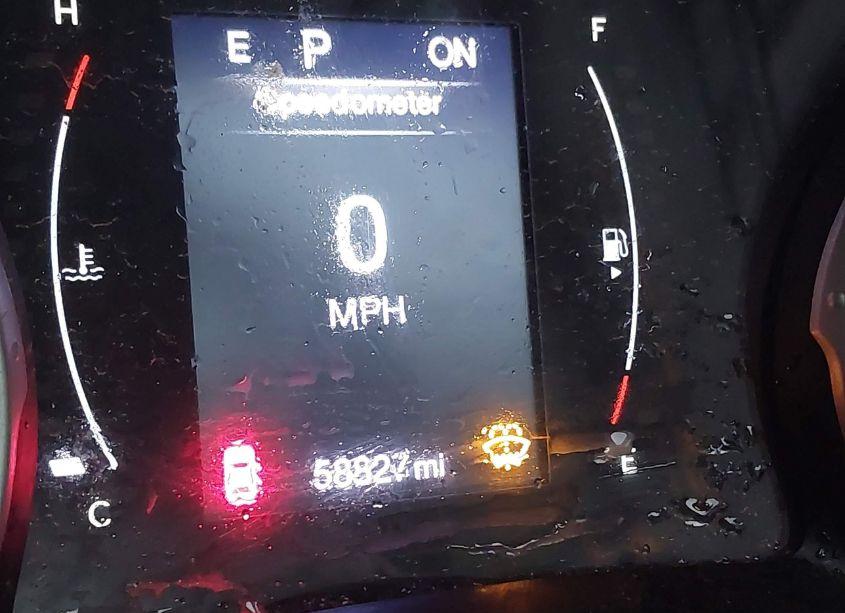 H
F
E P ON
Speedometer
0
MPH
58827 mi
E
C